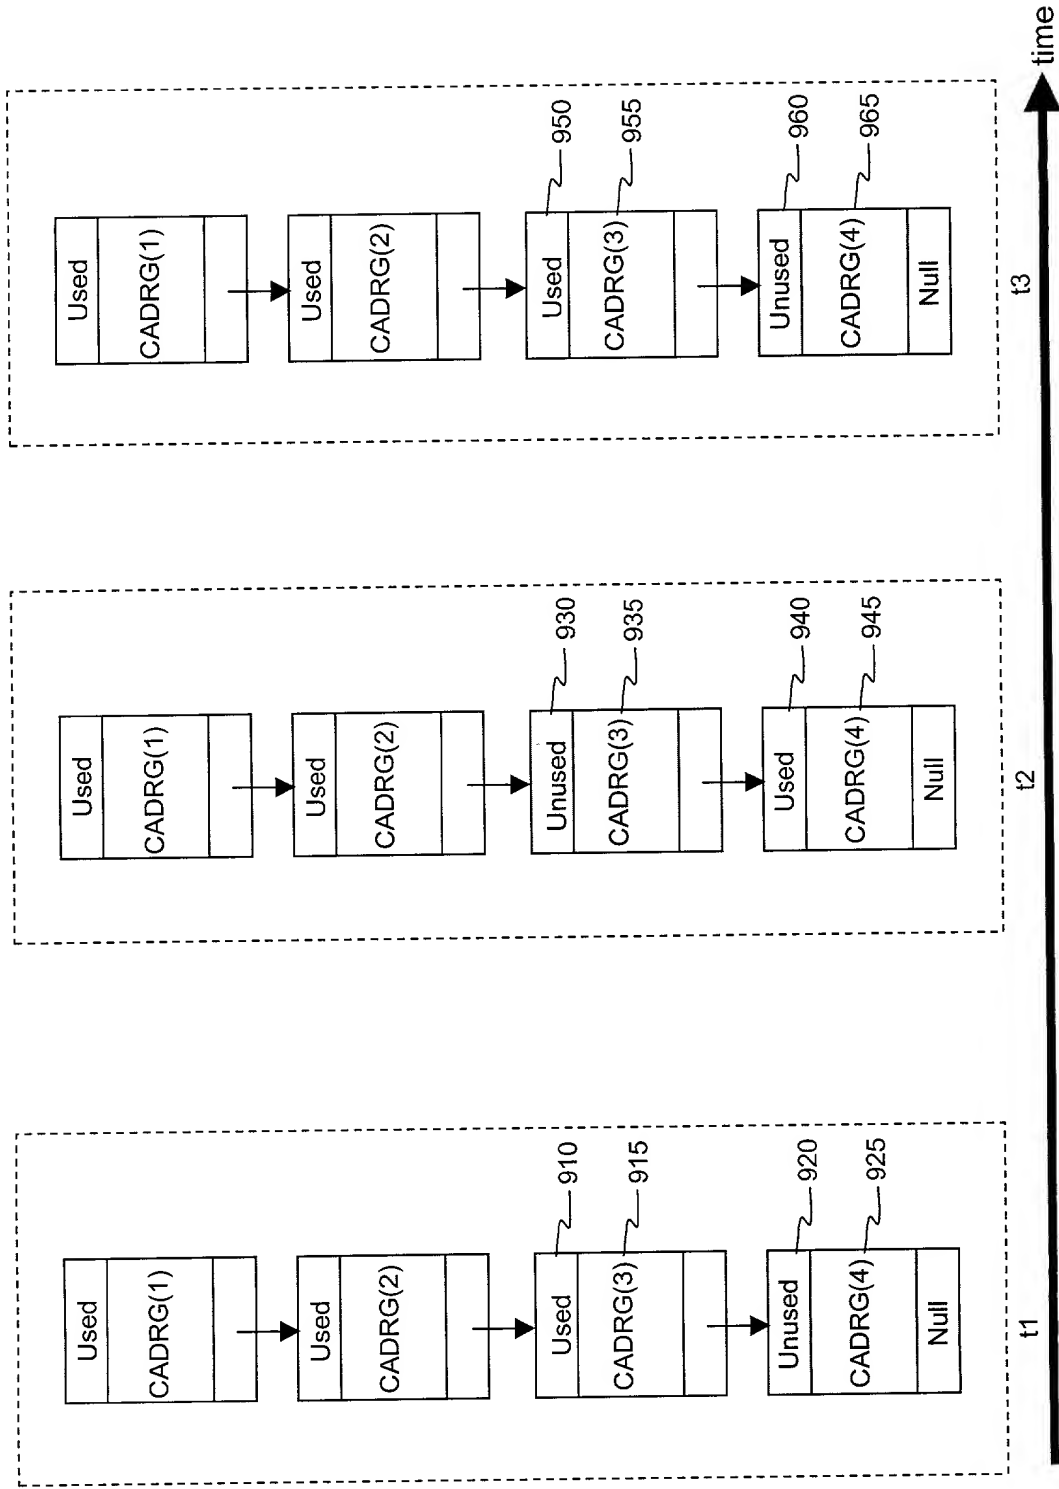 Used
CADRG(1)
Used
CADRG(2)
Used
910
CADRG(3)
915
Unused
920
CADRG(4)
925
Null
t1
Used
CADRG(1)
Used
CADRG(2)
Unused
930
CADRG(3)
935
Used
940
CADRG(4)
945
Null
t2
Used
CADRG(1)
Used
CADRG(2)
Used
950
CADRG(3)
955
Unused
960
CADRG(4)
965
Null
t3
time